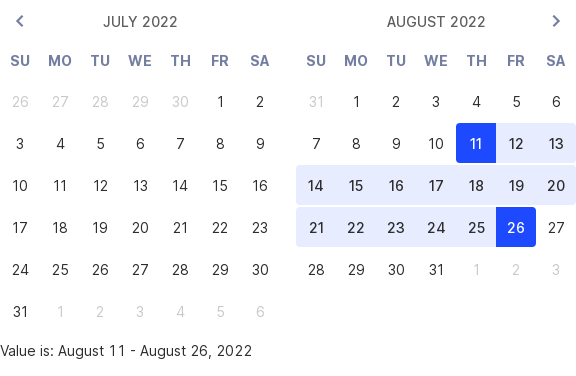 JULY 2022
SU MO TU WE TH FR SA
26 27 28 29 30 1 2
3 4 5 6 7 8 9
10 11 12 13 14 15 16
17 18 19 20 21 22 23
24 25 26 27 28 29 30
31 1 2 3 4 5 6
AUGUST 2022
SU MO TU WE TH FR SA
31 1 2 3 4 5 6
7 8 9 10 11 12 13
14 15 16 17 18 19 20
21 22 23 24 25 26 27
28 29 30 31 1 2 3
Value is: August 11 - August 26, 2022